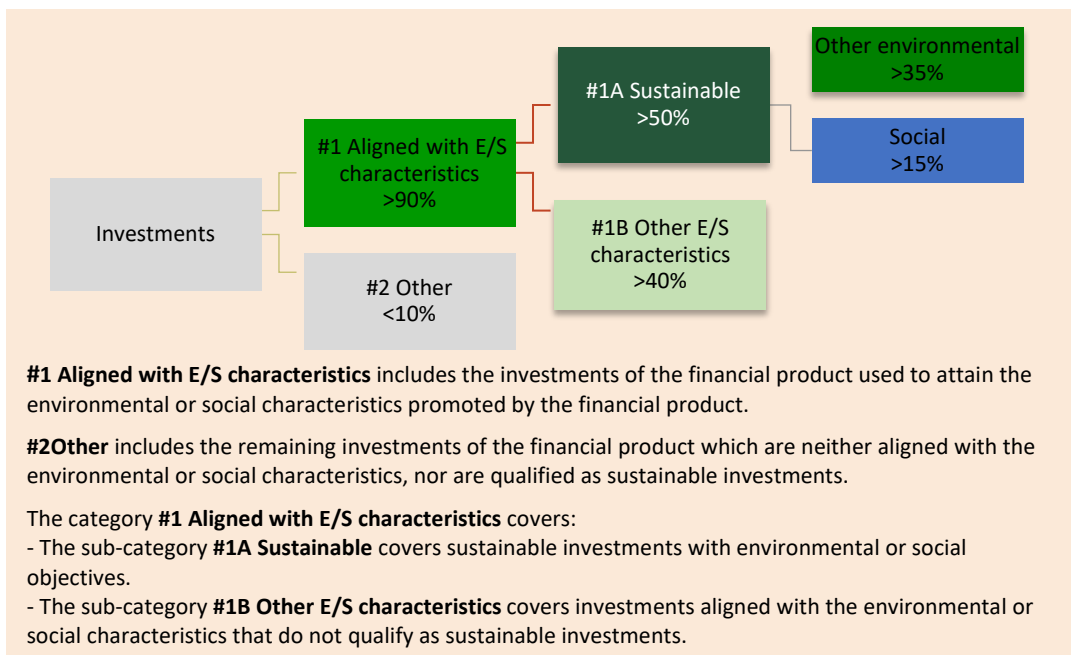 Other environmental
>35%
#1A Sustainable
>50%
Social
>15%
#1 Aligned with E/S
characteristics
>90%
Investments
#1B Other E/S
characteristics
>40%
#2 Other
<10%
#1 Aligned with E/S characteristics includes the investments of the financial product used to attain the
environmental or social characteristics promoted by the financial product.
#2Other includes the remaining investments of the financial product which are neither aligned with the
environmental or social characteristics, nor are qualified as sustainable investments.
The category #1 Aligned with E/S characteristics covers:
- The sub-category #1A Sustainable covers sustainable investments with environmental or social
objectives.
- The sub-category #1B Other E/S characteristics covers investments aligned with the environmental or
social characteristics that do not qualify as sustainable investments.